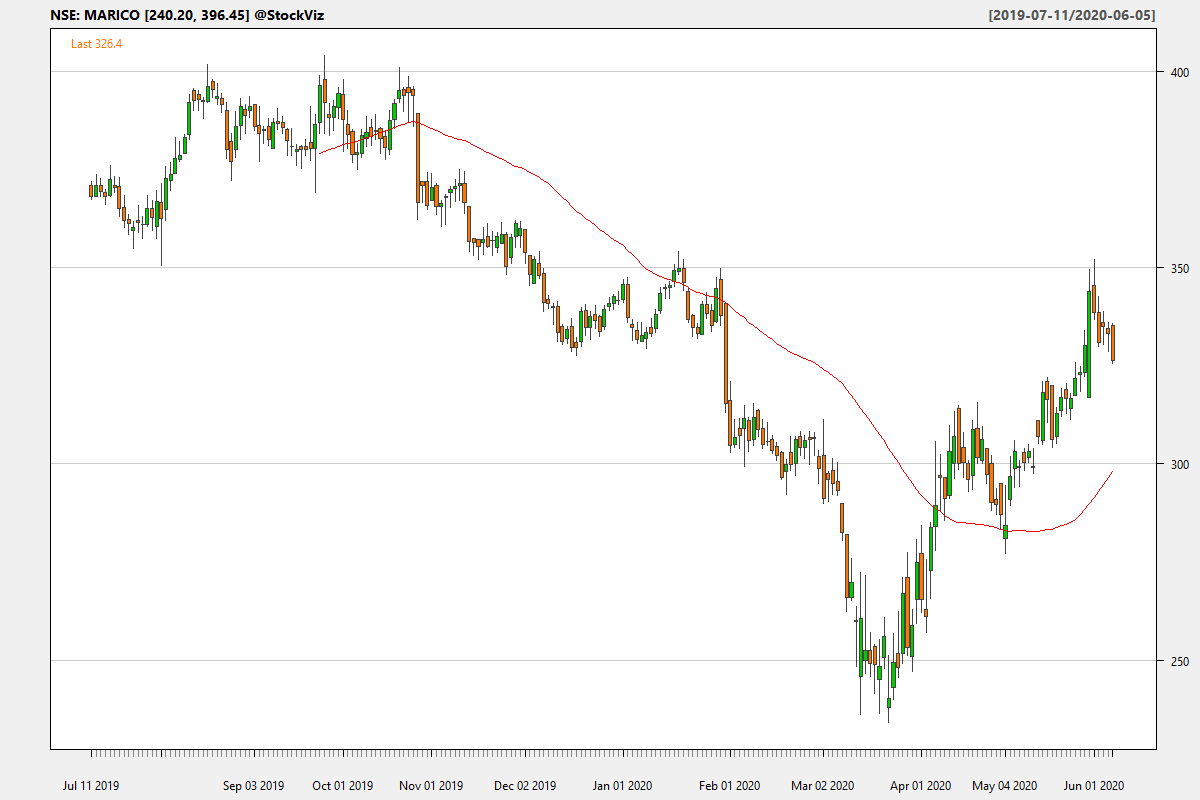 NSE: MARICO [240.20, 396.45] @StockViz [2019-07-11/2020-06-05]
Last 326.4
400
350
300
250
Jul 11 2019 Sep 03 2019 Oct 01 2019 Nov 01 2019 Dec 02 2019 Jan 01 2020 Feb 01 2020 Mar 02 2020 Apr 01 2020 May 04 2020 Jun 01 2020